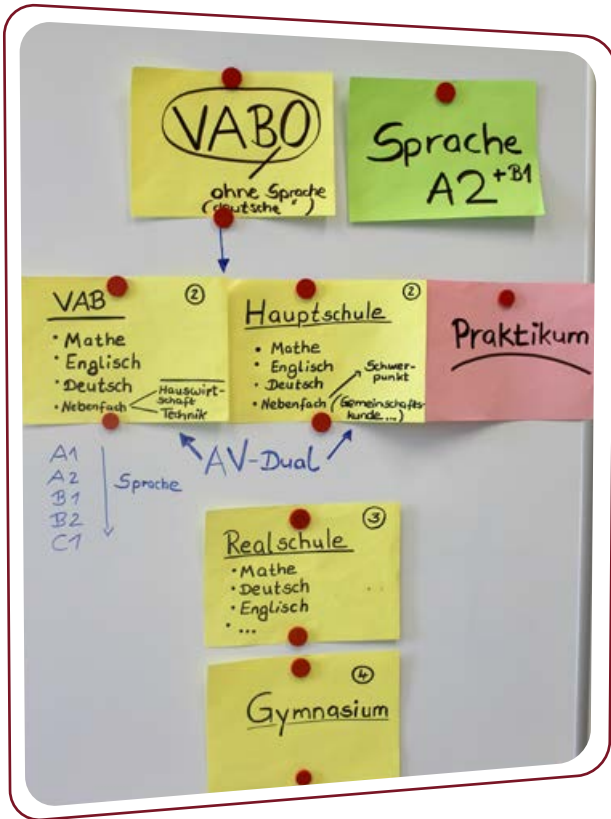 VABO
ohne Sprache
(deutsche ")
Sprache
A2 +B1
VAB ②
• Mathe
• Englisch
• Deutsch
• Nebenfach
Hauswirt-
schaft
Technik
Hauptschule ②
• Mathe
• Englisch
• Deutsch
• Nebenfach (Gemeinschafts-
kunde...)
Schwer-
punkt
Praktikum
AV-Dual
A1
A2
B1
B2
C1
Sprache
Realschule ③
• Mathe
• Deutsch
• Englisch
• ...
Gymnasium ④